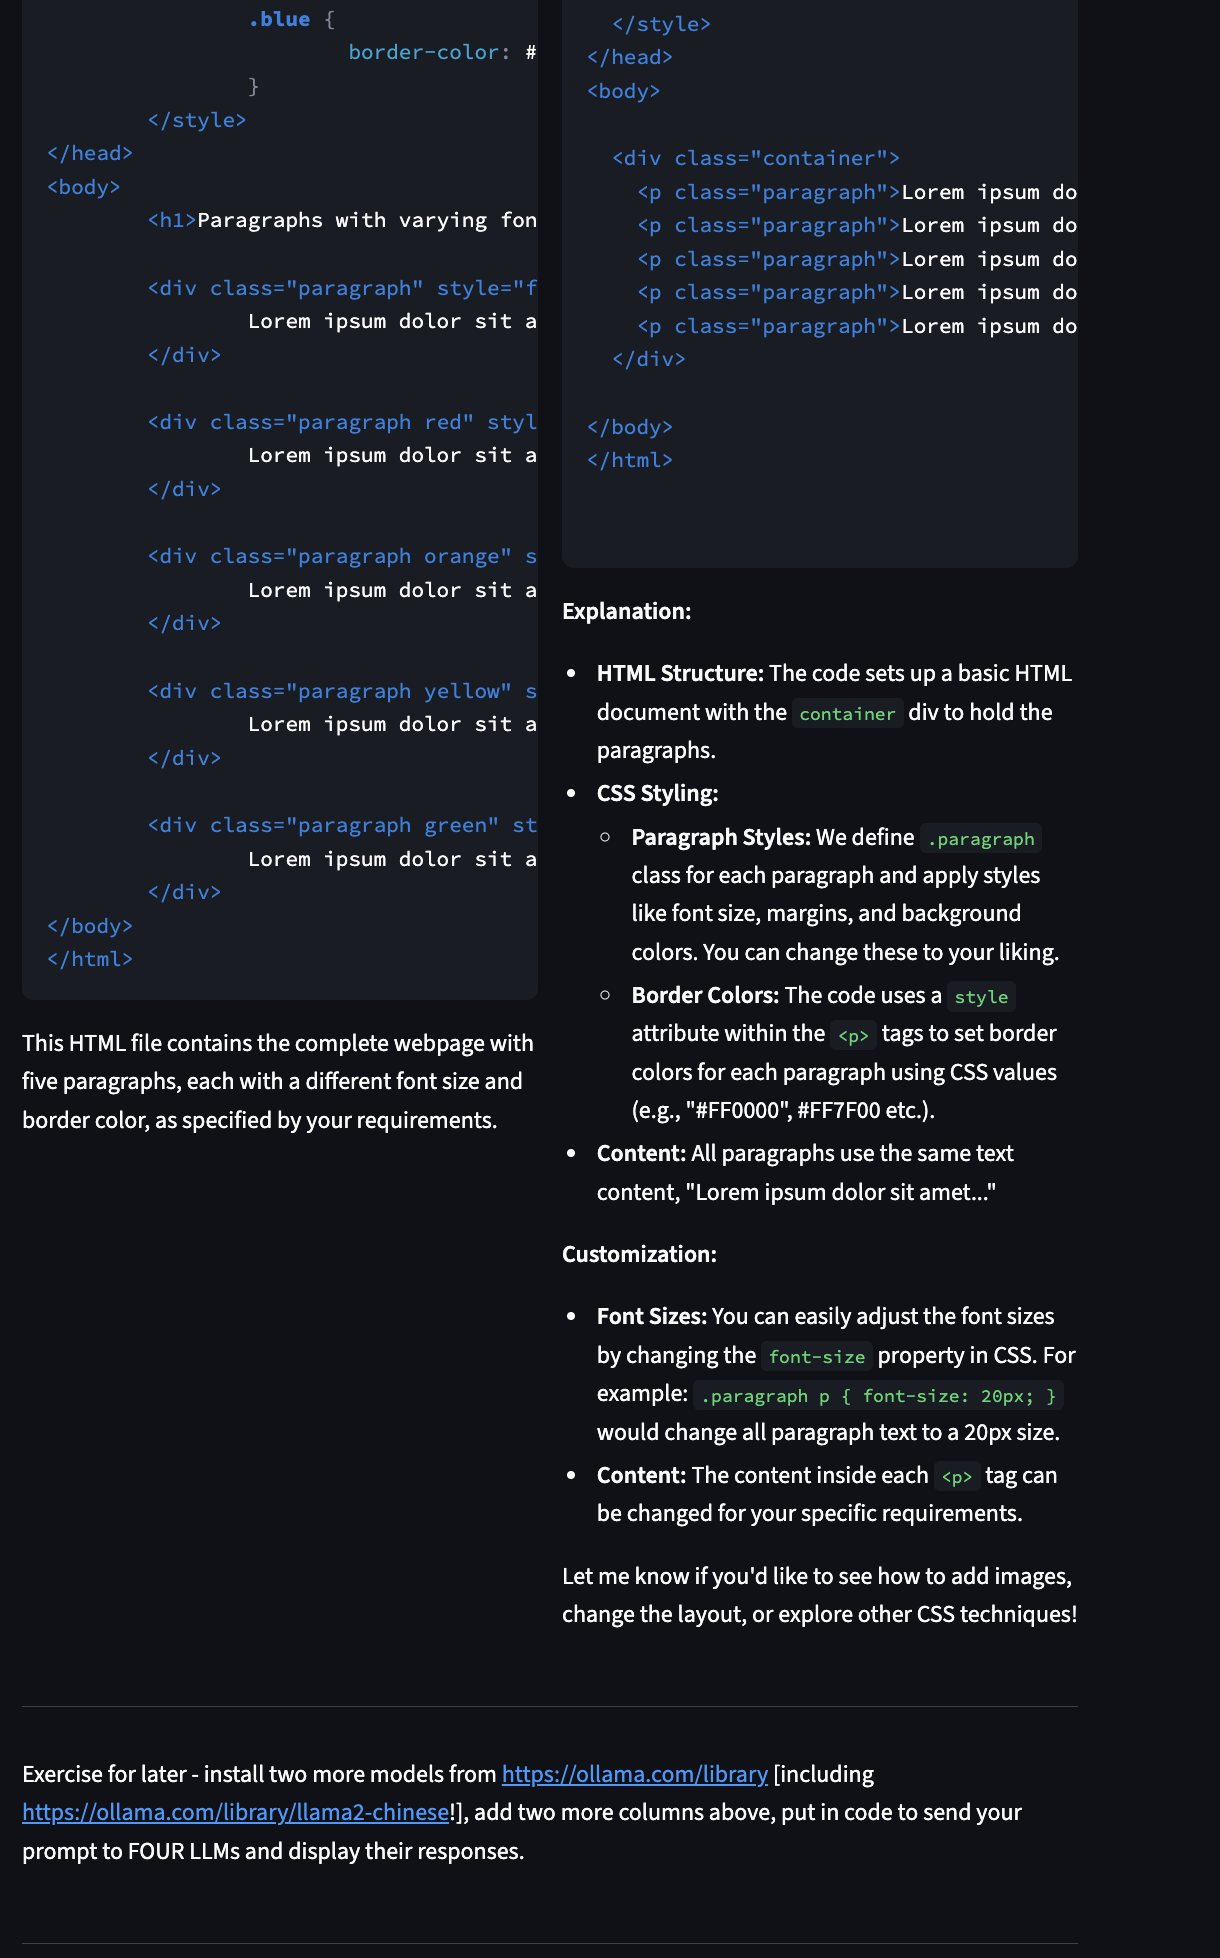 .blue {
border-color: #
}
</style>
</head>
<body>
<h1>Paragraphs with varying fon
<div class="paragraph" style="f
Lorem ipsum dolor sit a
</div>
<div class="paragraph red" styl
Lorem ipsum dolor sit a
</div>
<div class="paragraph orange" s
Lorem ipsum dolor sit a
</div>
<div class="paragraph yellow" s
Lorem ipsum dolor sit a
</div>
<div class="paragraph green" st
Lorem ipsum dolor sit a
</div>
</body>
</html>
This HTML file contains the complete webpage with
five paragraphs, each with a different font size and
border color, as specified by your requirements.
</style>
</head>
<body>
<div class="container">
<p class="paragraph">Lorem ipsum do
<p class="paragraph">Lorem ipsum do
<p class="paragraph">Lorem ipsum do
<p class="paragraph">Lorem ipsum do
<p class="paragraph">Lorem ipsum do
</div>
</body>
</html>
Explanation:
• HTML Structure: The code sets up a basic HTML
document with the container div to hold the
paragraphs.
• CSS Styling:
○ Paragraph Styles: We define .paragraph
class for each paragraph and apply styles
like font size, margins, and background
colors. You can change these to your liking.
○ Border Colors: The code uses a style
attribute within the <p> tags to set border
colors for each paragraph using CSS values
(e.g., "#FF0000", #FF7F00 etc.).
• Content: All paragraphs use the same text
content, "Lorem ipsum dolor sit amet..."
Customization:
• Font Sizes: You can easily adjust the font sizes
by changing the font-size property in CSS. For
example: .paragraph p { font-size: 20px; }
would change all paragraph text to a 20px size.
• Content: The content inside each <p> tag can
be changed for your specific requirements.
Let me know if you'd like to see how to add images,
change the layout, or explore other CSS techniques!
Exercise for later - install two more models from https://ollama.com/library [including
https://ollama.com/library/llama2-chinese!], add two more columns above, put in code to send your
prompt to FOUR LLMs and display their responses.